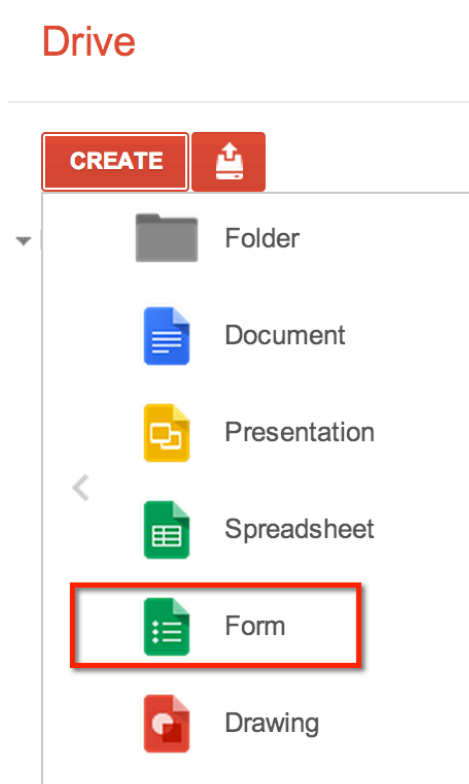 Drive
CREATE
Folder
Document
Presentation
Spreadsheet
Form
Drawing